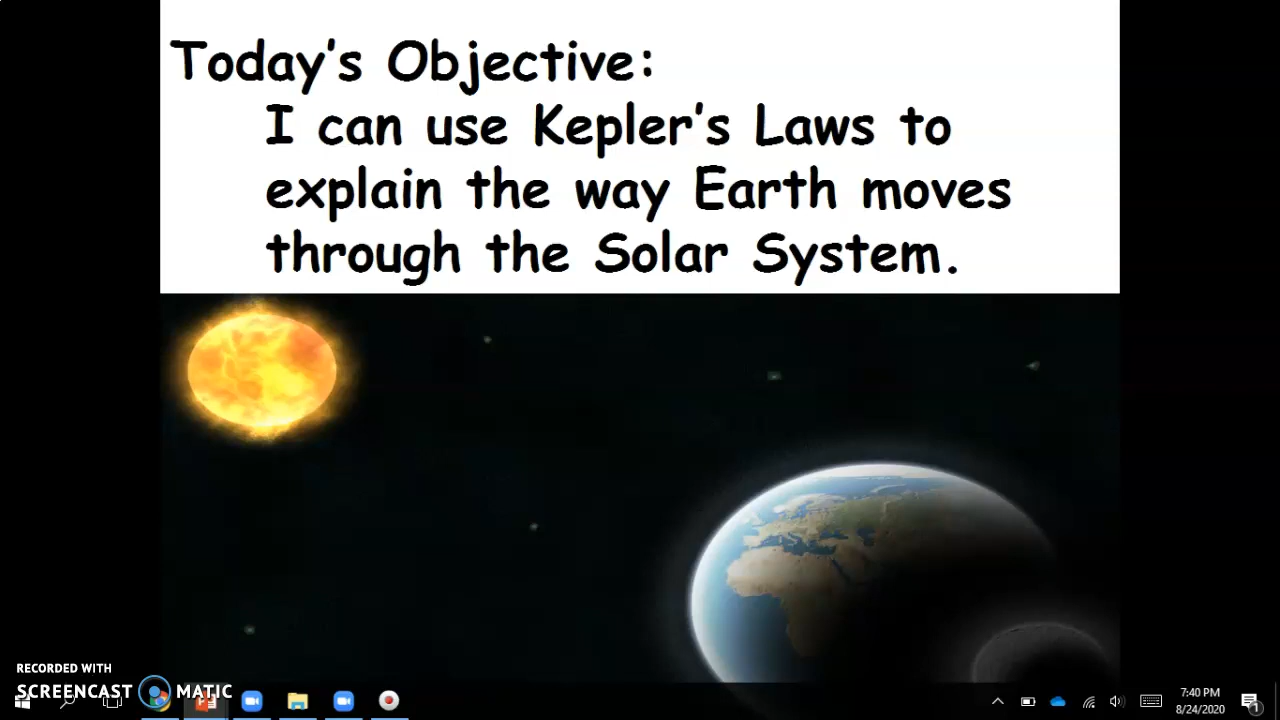 Today's Objective:
I can use Kepler's Laws to
explain the way Earth moves
through the Solar System.
RECORDED WITH
SCREENCAST MATIC
7:40 PM
8/24/2020
1